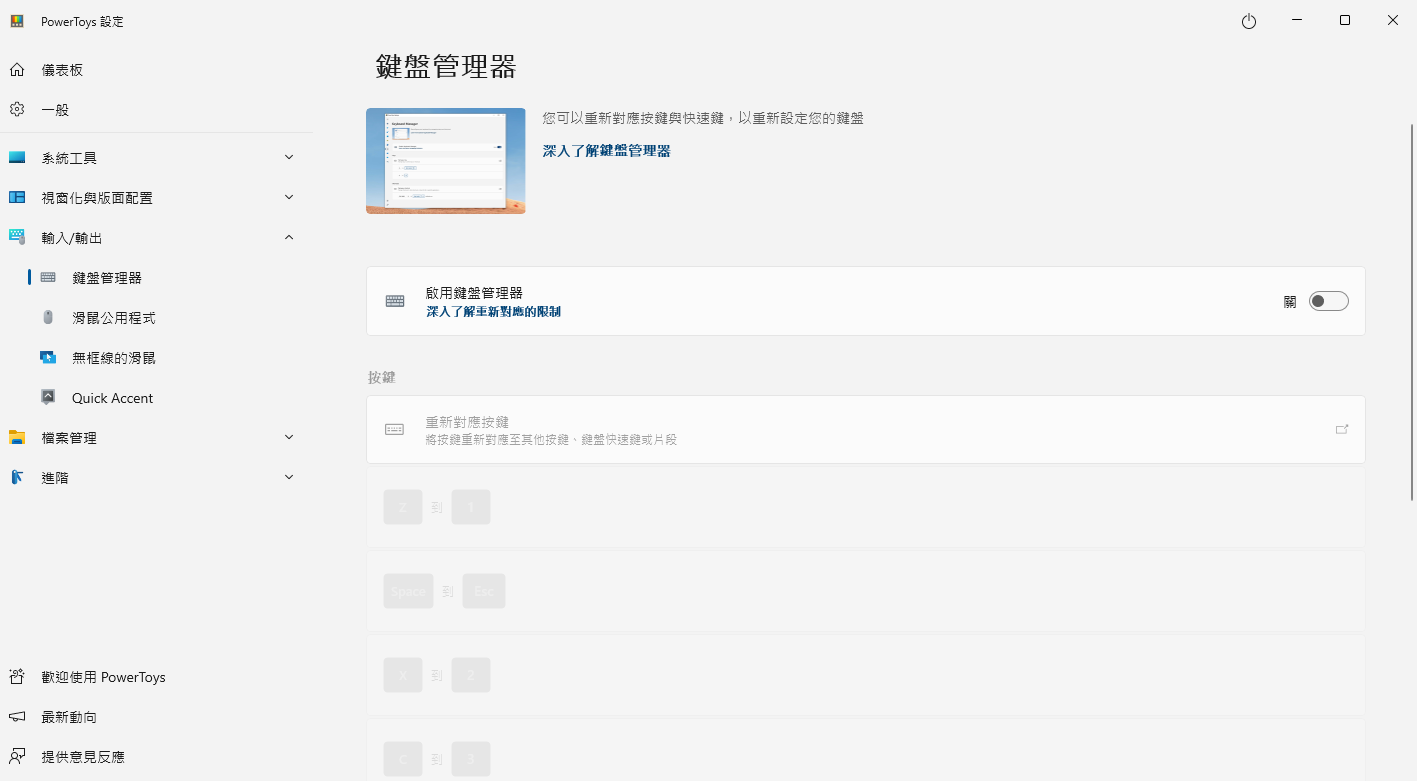 PowerToys 設定
儀表板
一般
系統工具
視窗化與版面配置
輸入/輸出
鍵盤管理器
滑鼠公用程式
無框線的滑鼠
Quick Accent
檔案管理
進階
歡迎使用 PowerToys
最新動向
提供意見反應
鍵盤管理器
您可以重新對應按鍵與快速鍵，以重新設定您的鍵盤
深入了解鍵盤管理器
啟用鍵盤管理器
深入了解重新對應的限制
關
按鍵
重新對應按鍵
將按鍵重新對應至其他按鍵、鍵盤快速鍵或片段
Z 到 1
Space 到 Esc
X 到 2
C 到 3